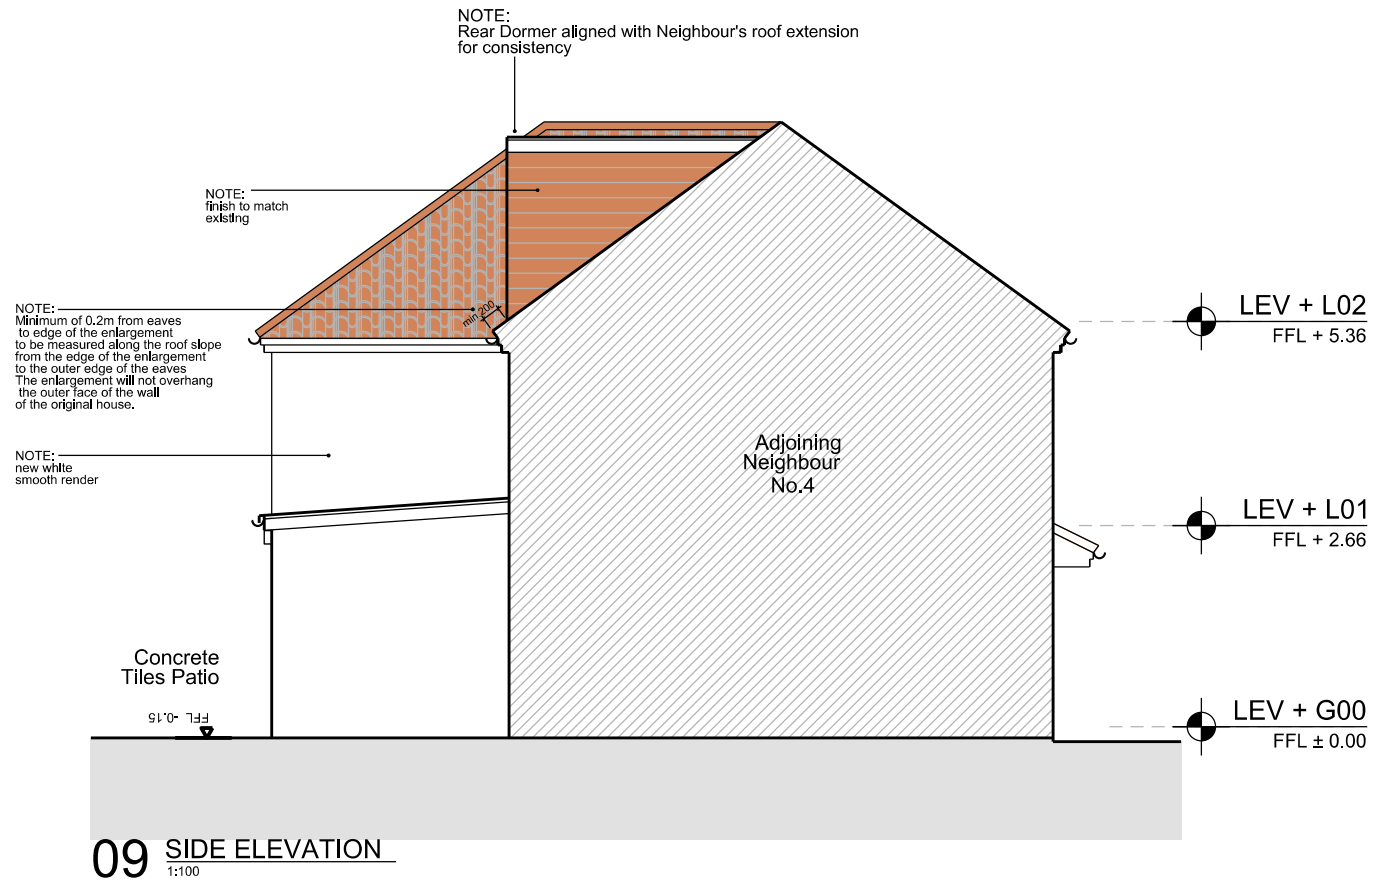 NOTE:
Rear Dormer aligned with Neighbour's roof extension
for consistency
NOTE:
finish to match
existing
NOTE:
Minimum of 0.2m from eaves
to edge of the enlargement
to be measured along the roof slope
from the edge of the enlargement
to the outer edge of the eaves
The enlargement will not overhang
the outer face of the wall
of the original house.
min 200
NOTE:
new white
smooth render
Adjoining
Neighbour
No.4
LEV + L02
FFL + 5.36
LEV + L01
FFL + 2.66
LEV + G00
FFL ± 0.00
Concrete
Tiles Patio
FFL -0.15
09 SIDE ELEVATION
1:100